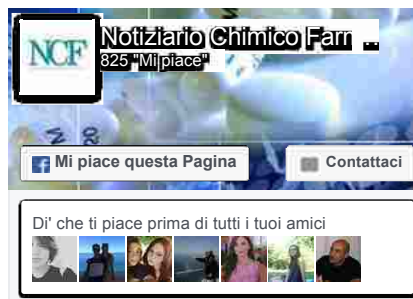 NCF
Notiziario Chimico Farm ...
825 "Mi piace"
Mi piace questa Pagina
Contattaci
Di' che ti piace prima di tutti i tuoi amici